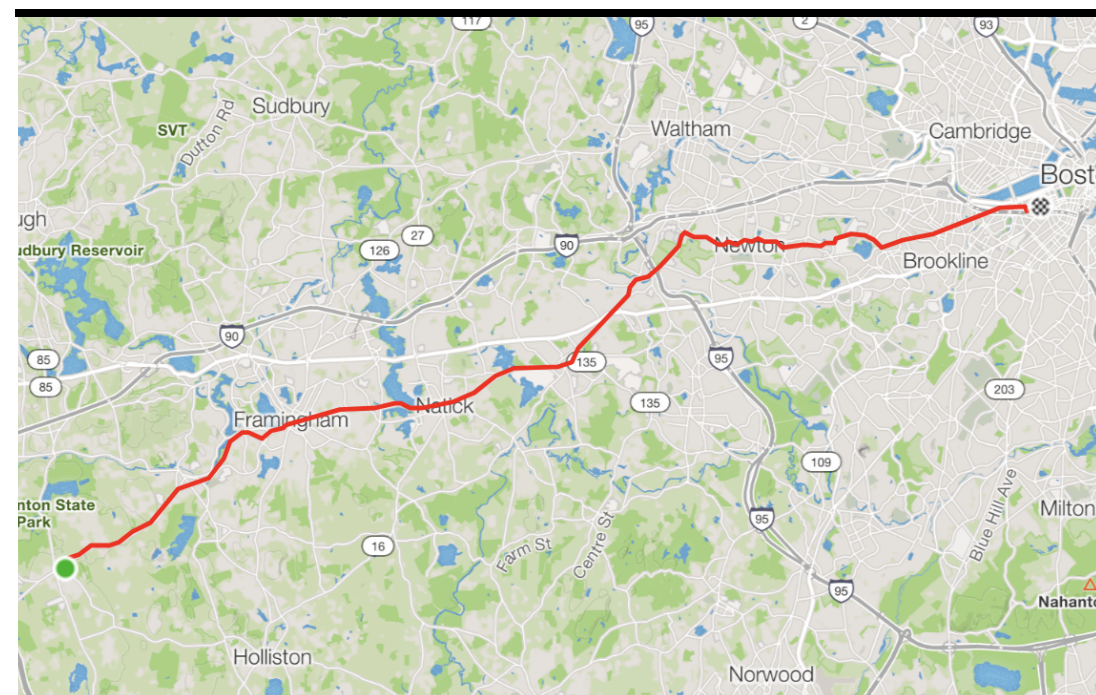 117
95
2
93
Sudbury
SVT
Dutton Rd
Waltham
Cambridge
Bost
ugh
27
126
90
Newton
udbury Reservoir
Brookline
90
85
135
95
85
135
203
Natick
Framingham
109
nton State
Park
95
Milton
Blue Hill Ave
16
Farm St
Centre St
95
Nahant
Holliston
Norwood